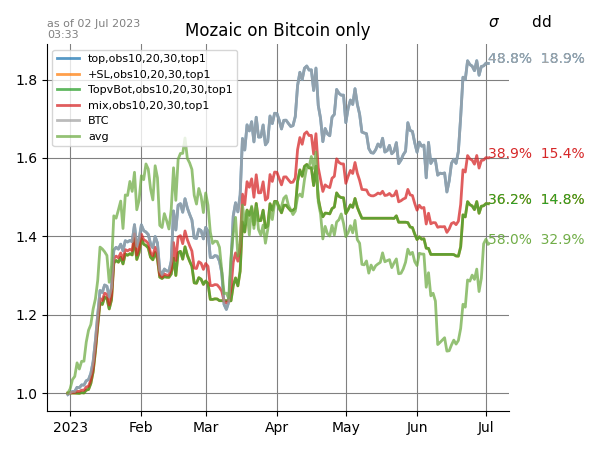 as of 02 Jul 2023
03:33
Mozaic on Bitcoin only
σ dd
top,obs10,20,30,top1
+SL,obs10,20,30,top1
TopvBot,obs10,20,30,top1
mix,obs10,20,30,top1
BTC
avg
48.8% 18.9%
38.9% 15.4%
36.2% 14.8%
58.0% 32.9%
1.8
1.6
1.4
1.2
1.0
2023 Feb Mar Apr May Jun Jul